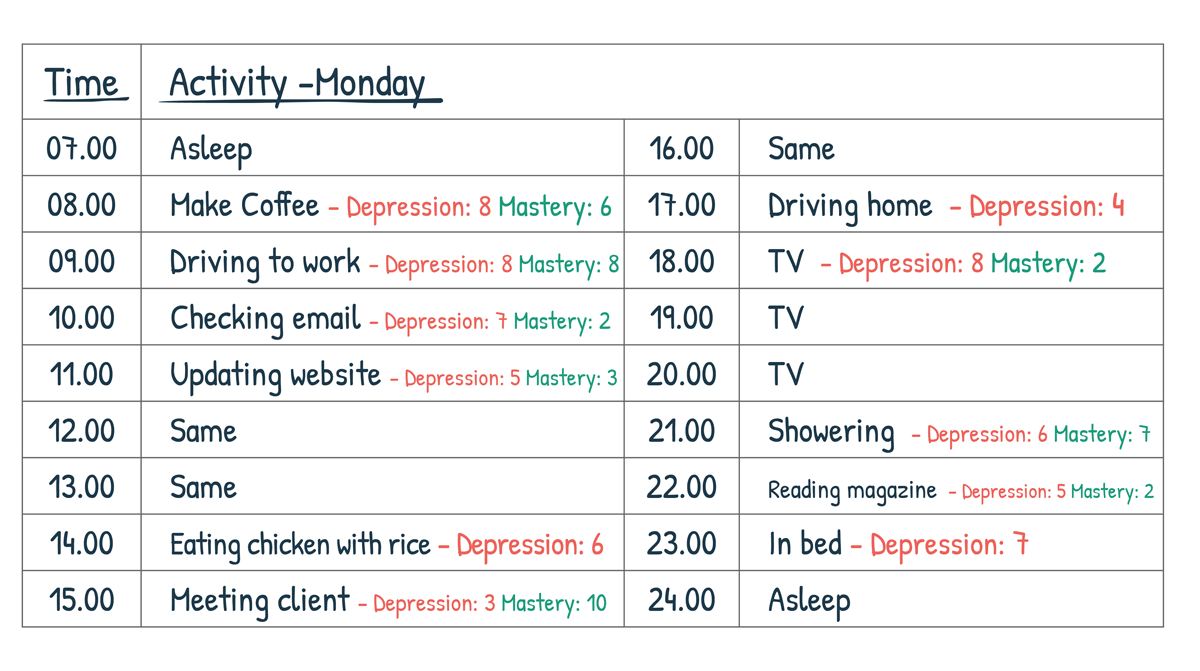 Time Activity -Monday
07.00 Asleep
08.00 Make Coffee - Depression: 8 Mastery: 6
09.00 Driving to work - Depression: 8 Mastery: 8
10.00 Checking email - Depression: 7 Mastery: 2
11.00 Updating website - Depression: 5 Mastery: 3
12.00 Same
13.00 Same
14.00 Eating chicken with rice - Depression: 6
15.00 Meeting client - Depression: 3 Mastery: 10
16.00 Same
17.00 Driving home - Depression: 4
18.00 TV - Depression: 8 Mastery: 2
19.00 TV
20.00 TV
21.00 Showering - Depression: 6 Mastery: 7
22.00 Reading magazine - Depression: 5 Mastery: 2
23.00 In bed - Depression: 7
24.00 Asleep